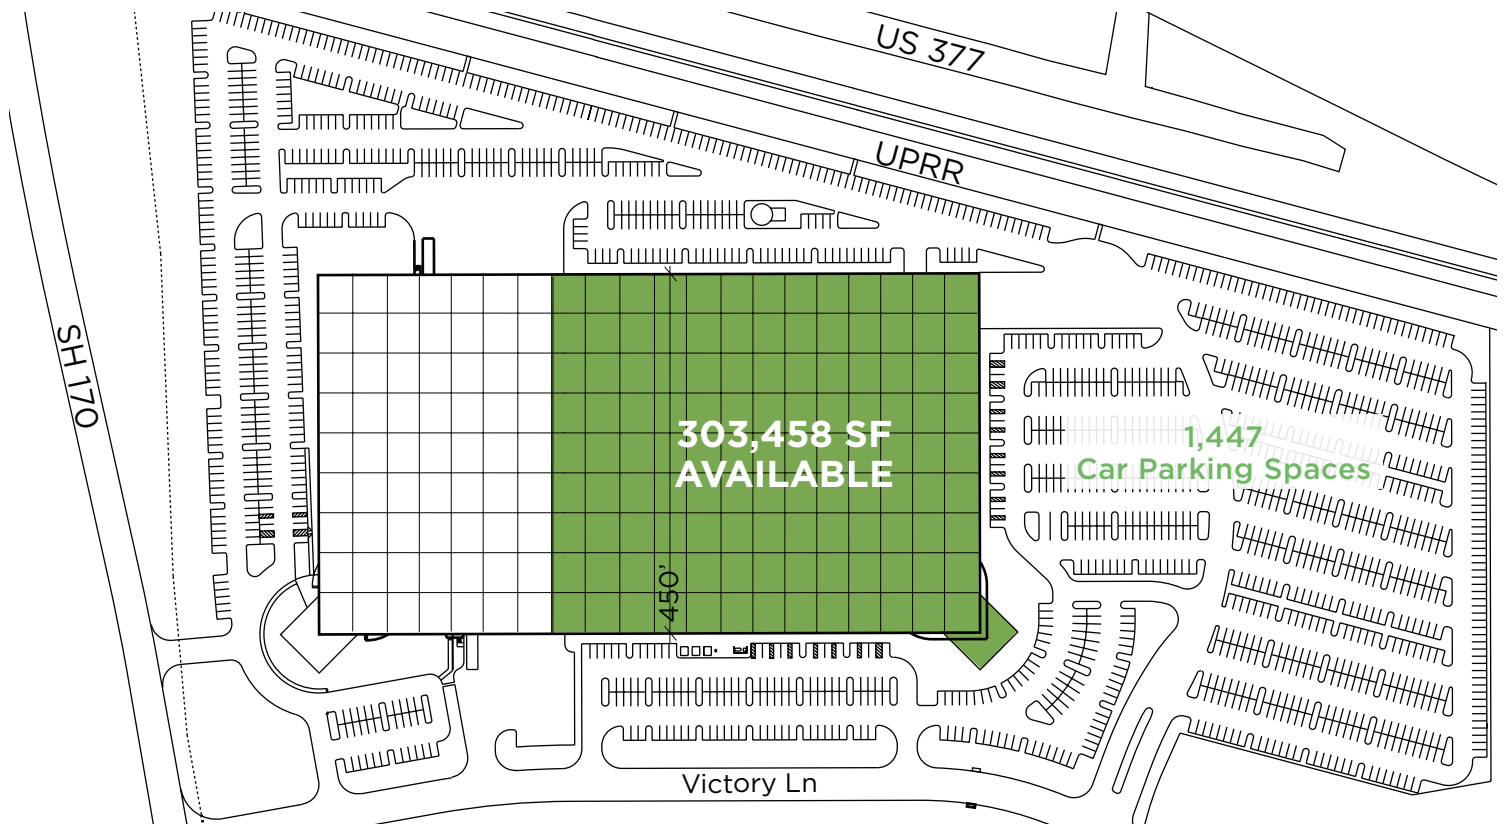 US 377
UPRR
SH 170
303,458 SF
AVAILABLE
1,447
Car Parking Spaces
450'
Victory Ln